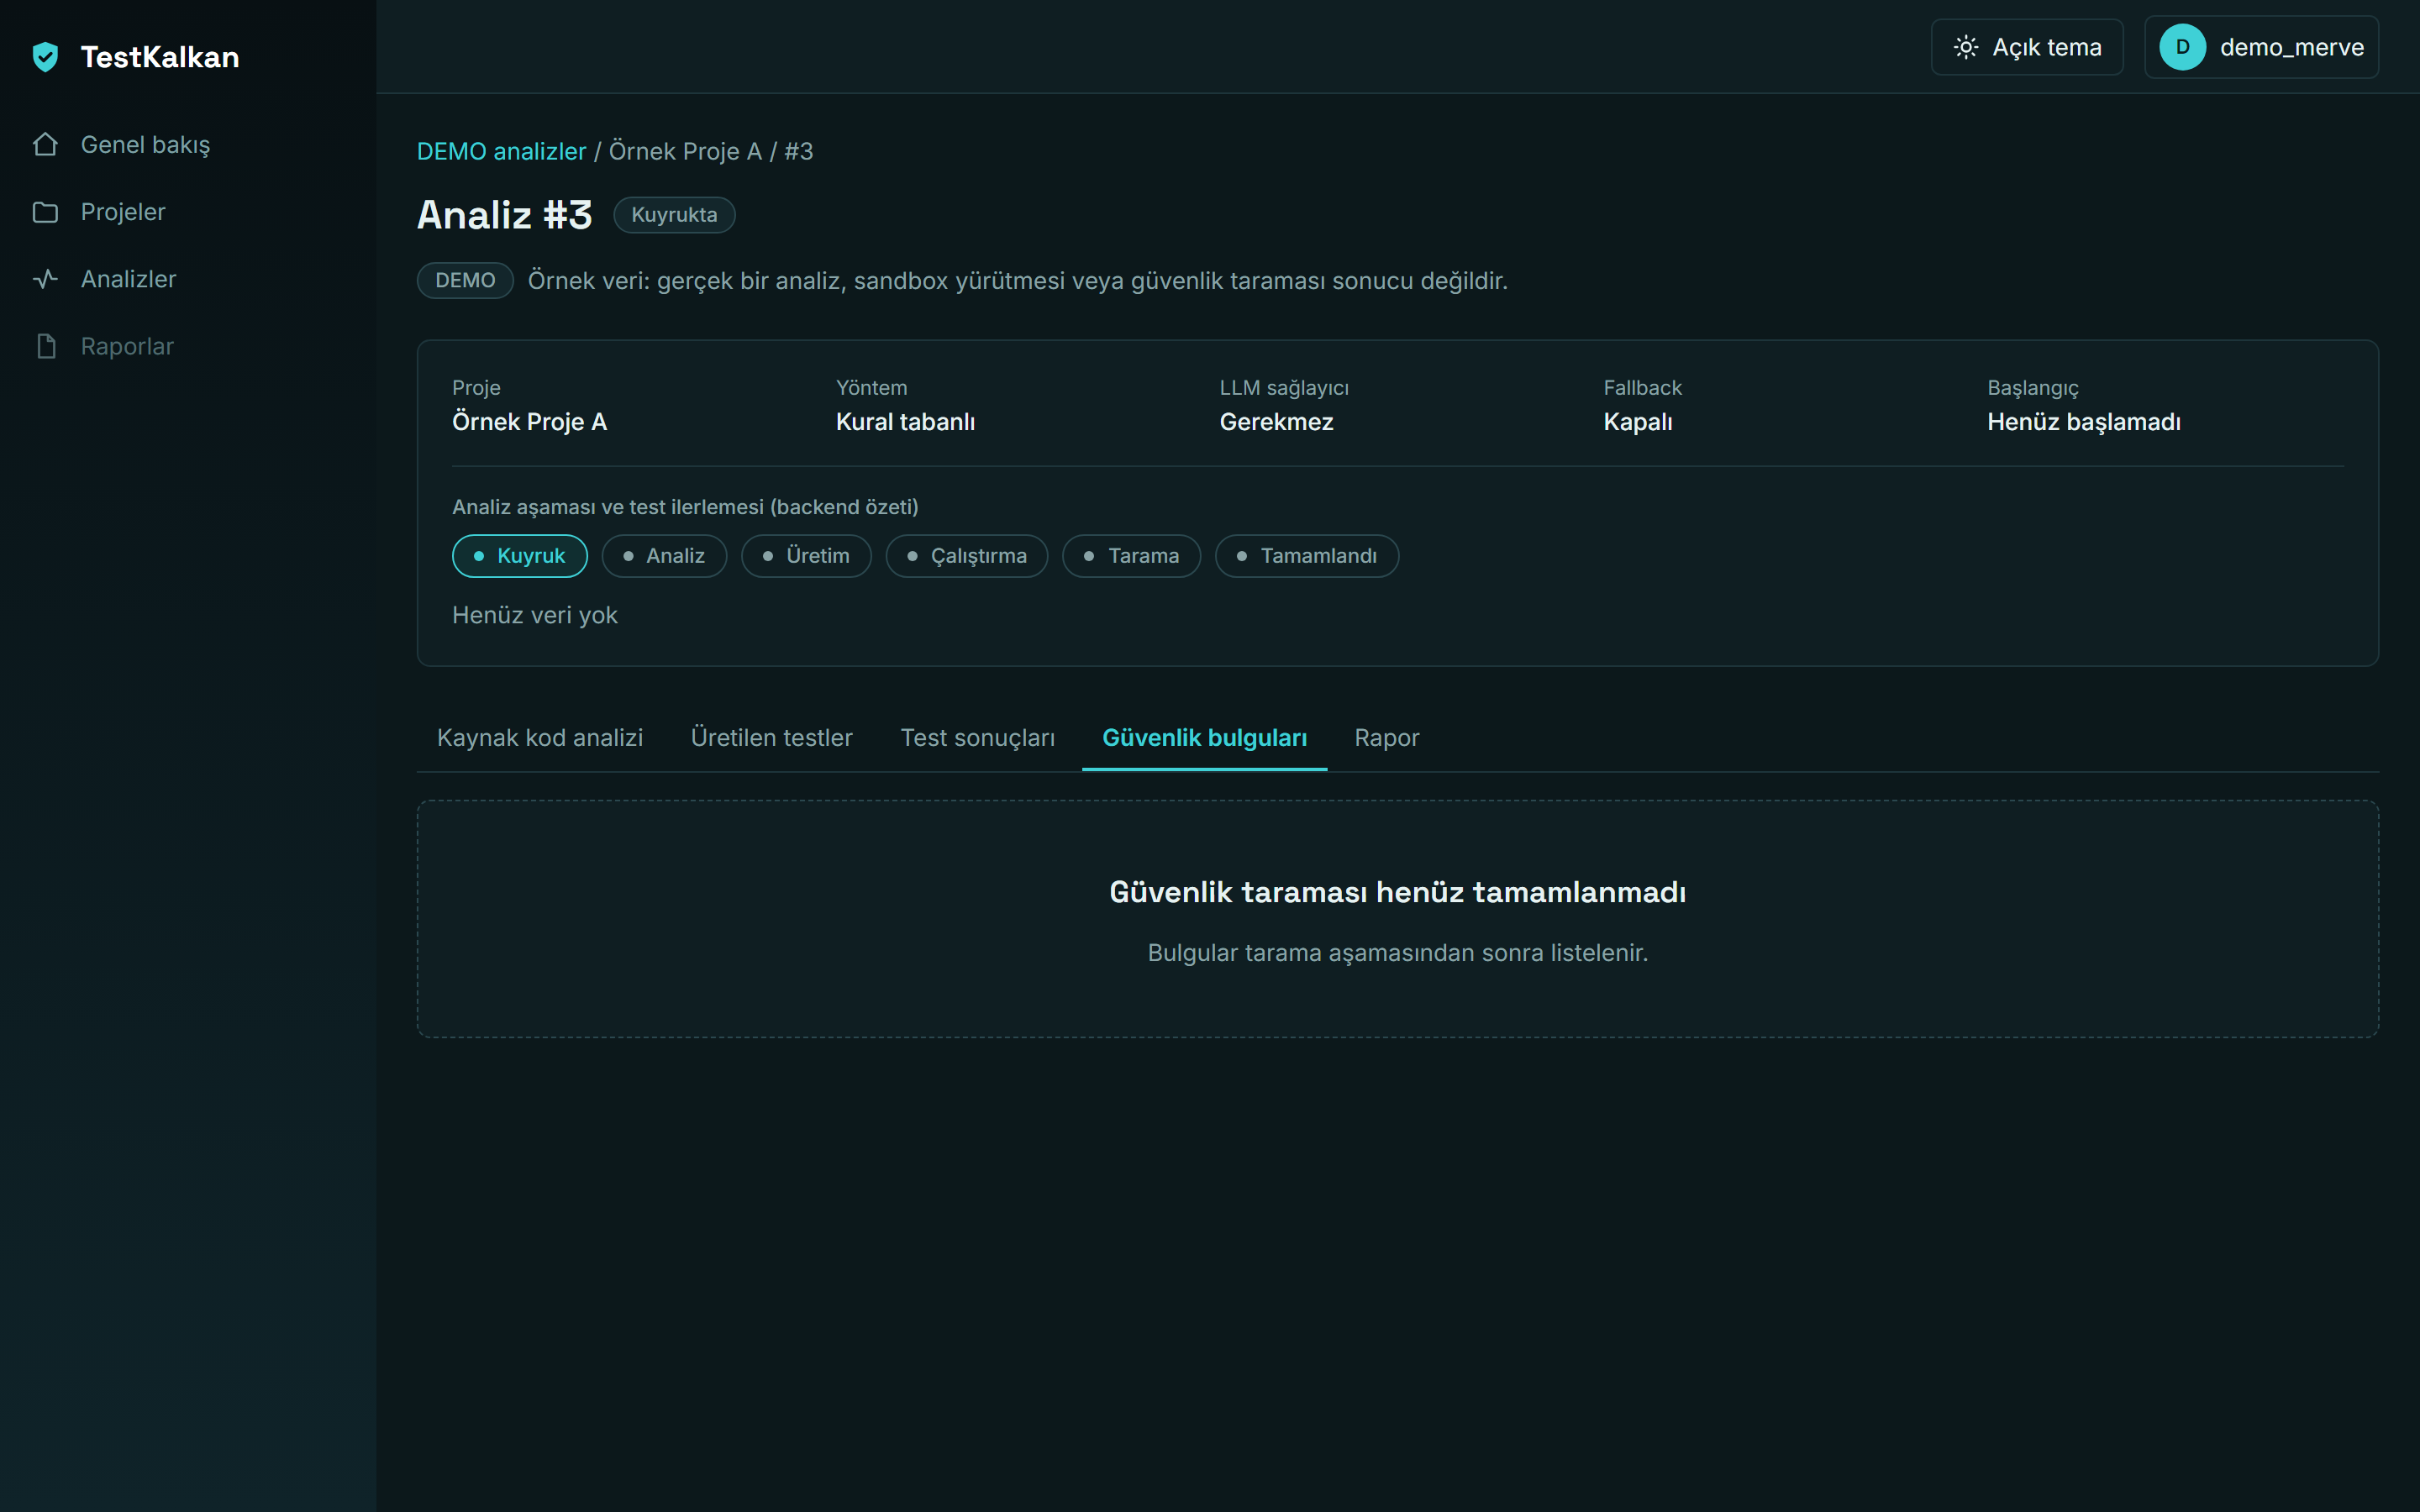 TestKalkan
Genel bakış
Projeler
Analizler
Raporlar
Açık tema
D demo_merve
DEMO analizler / Örnek Proje A / #3
Analiz #3 Kuyrukta
DEMO Örnek veri: gerçek bir analiz, sandbox yürütmesi veya güvenlik taraması sonucu değildir.
Proje Yöntem LLM sağlayıcı Fallback Başlangıç
Örnek Proje A Kural tabanlı Gerekmez Kapalı Henüz başlamadı
Analiz aşaması ve test ilerlemesi (backend özeti)
Kuyruk Analiz Üretim Çalıştırma Tarama Tamamlandı
Henüz veri yok
Kaynak kod analizi Üretilen testler Test sonuçları Güvenlik bulguları Rapor
Güvenlik taraması henüz tamamlanmadı
Bulgular tarama aşamasından sonra listelenir.